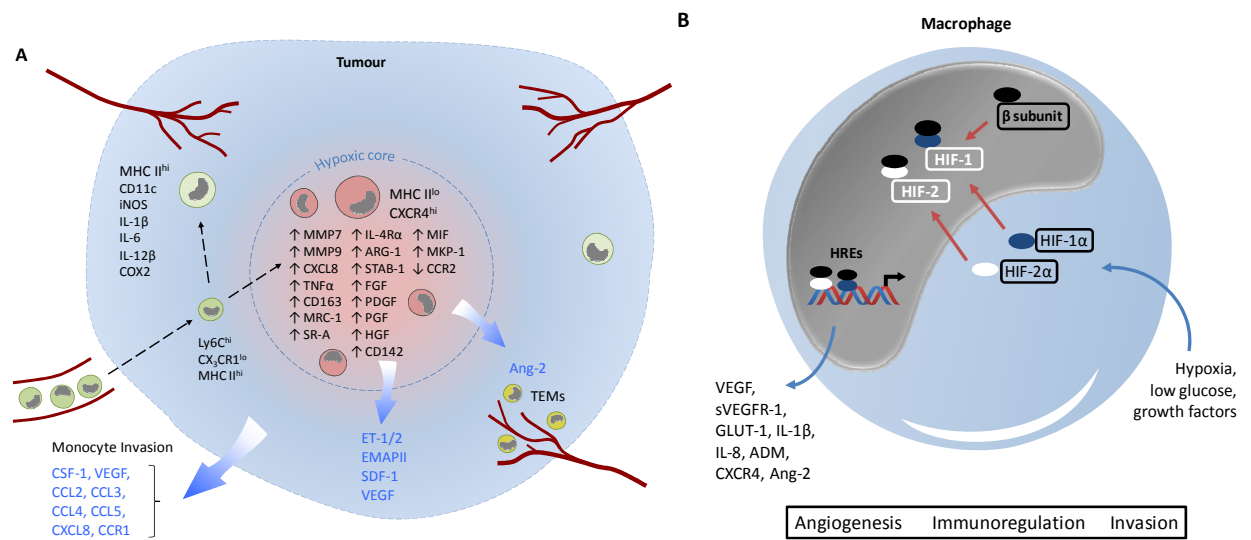 A
Tumour
Hypoxic core
MHC IIʰⁱ
CD11c
iNOS
IL-1β
IL-6
IL-12β
COX2
MHC IIˡᵒ
CXCR4ʰⁱ
↑ MMP7
↑ MMP9
↑ CXCL8
↑ TNFα
↑ CD163
↑ MRC-1
↑ SR-A
↑ IL-4Rα
↑ ARG-1
↑ STAB-1
↑ FGF
↑ PDGF
↑ PGF
↑ HGF
↑ CD142
↑ MIF
↑ MKP-1
↓ CCR2
Ly6Cʰⁱ
CX₃CR1ˡᵒ
MHC IIʰⁱ
Ang-2
TEMs
ET-1/2
EMAPII
SDF-1
VEGF
Monocyte Invasion
CSF-1, VEGF,
CCL2, CCL3,
CCL4, CCL5,
CXCL8, CCR1
B
Macrophage
β subunit
HIF-1
HIF-2
HIF-1α
HIF-2α
HREs
Hypoxia,
low glucose,
growth factors
VEGF,
sVEGFR-1,
GLUT-1, IL-1β,
IL-8, ADM,
CXCR4, Ang-2
Angiogenesis Immunoregulation Invasion